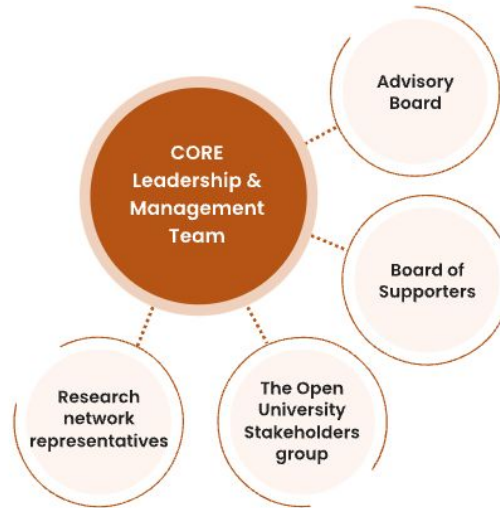 CORE
Leadership &
Management
Team
Advisory
Board
Board of
Supporters
The Open
University
Stakeholders
group
Research
network
representatives